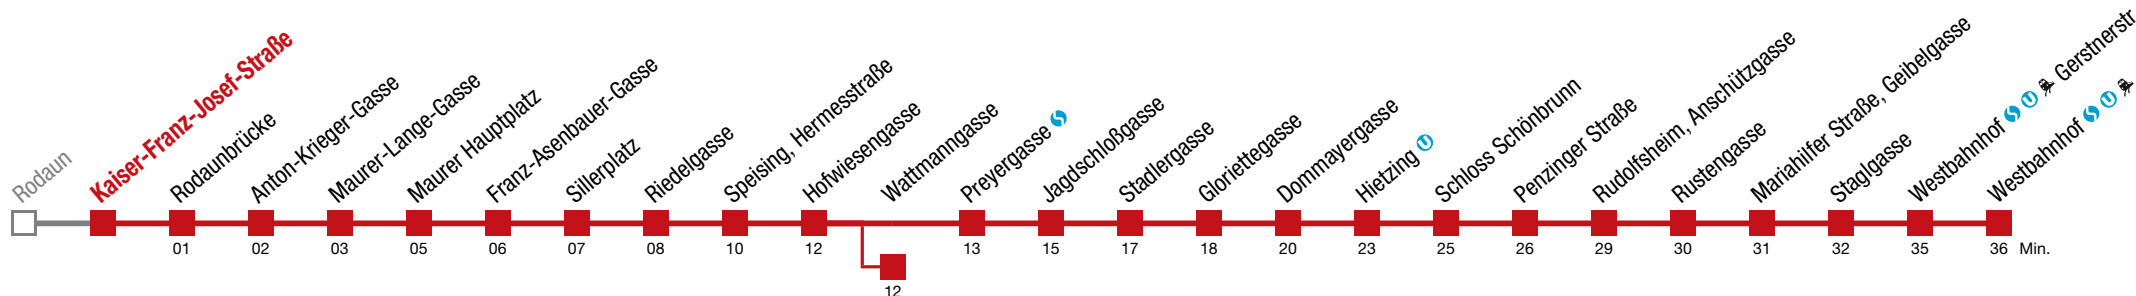 Rodaun
Kaiser-Franz-Josef-Straße
Rodaunbrücke
Anton-Krieger-Gasse
Maurer-Lange-Gasse
Maurer Hauptplatz
Franz-Asenbauer-Gasse
Sillerplatz
Riedelgasse
Speising, Hermesstraße
Hofwiesengasse
Wattmanngasse
Preyergasse
Jagdschloßgasse
Stadlergasse
Gloriettegasse
Dommayergasse
Hietzing U
Schloss Schönbrunn
Penzinger Straße
Rudolfsheim, Anschützgasse
Rustengasse
Mariahilfer Straße, Geibelgasse
Staglgasse
Westbahnhof S U Gerstnerstr
Westbahnhof S U
01 02 03 05 06 07 08 10 12 13 15 17 18 20 23 25 26 29 30 31 32 35 36 Min.
12